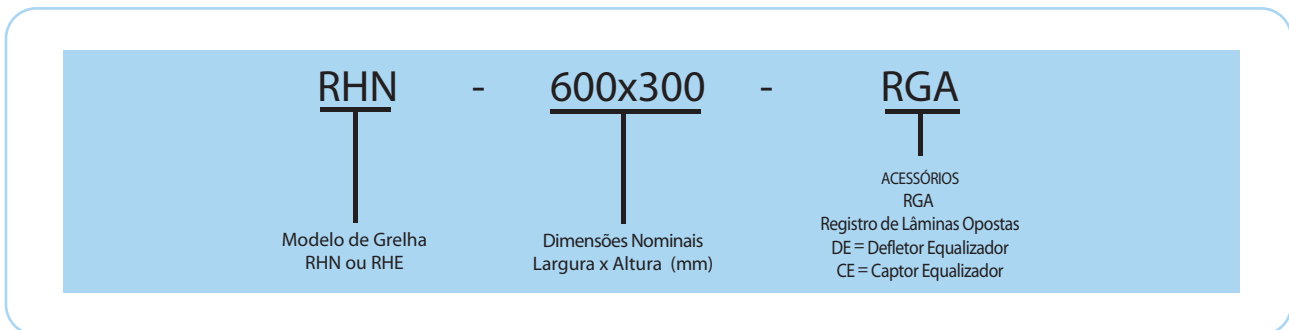 RHN - 600x300 - RGA
Modelo de Grelha
RHN ou RHE
Dimensões Nominais
Largura x Altura (mm)
ACESSÓRIOS
RGA
Registro de Lâminas Opostas
DE = Defletor Equalizador
CE = Captor Equalizador